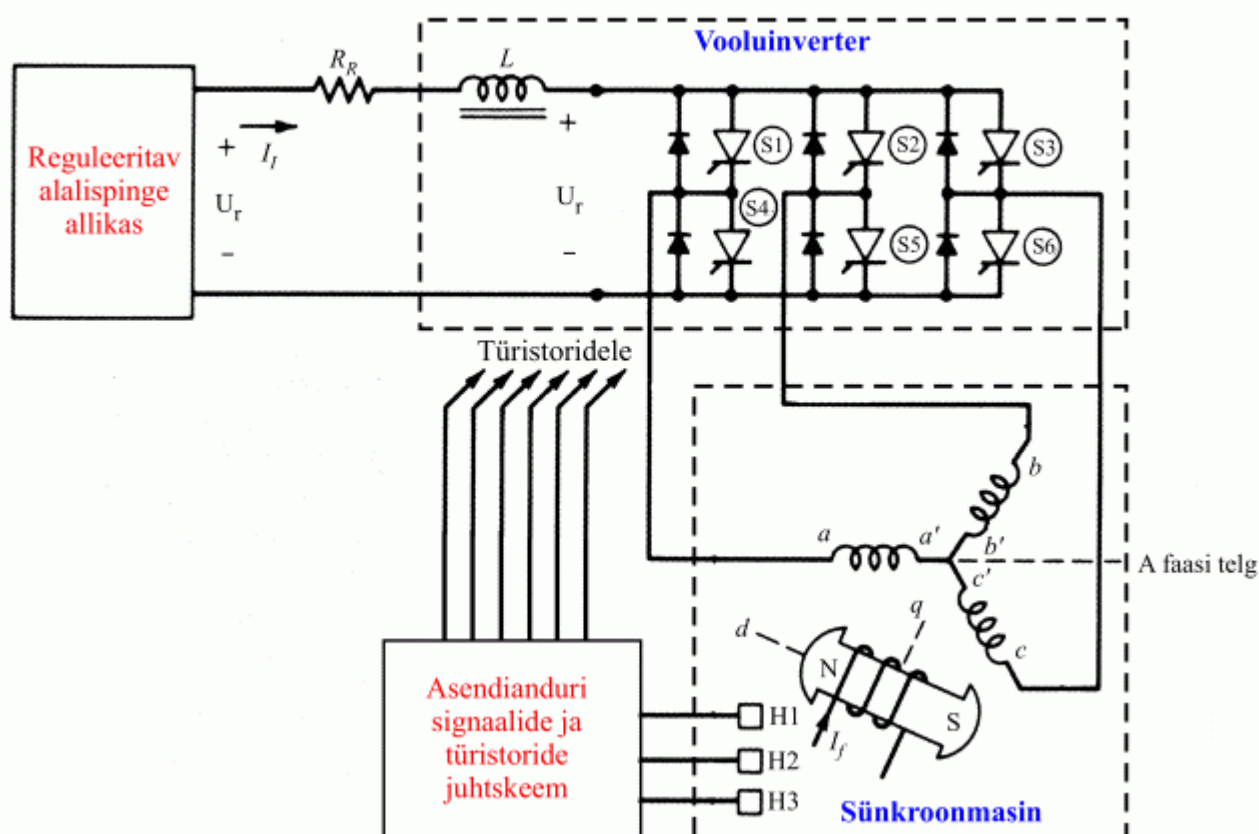 Vooluinverter
R_R
L
+
I_I
+
Reguleeritav
alalispinge
allikas
U_r
U_r
−
−
S1
S2
S3
S4
S5
S6
Türistoridele
b
a
a'
b'
c'
c
A faasi telg
d
q
N
S
I_f
Asendianduri
signaalide ja
türistoride
juhtskeem
H1
H2
H3
Sünkroonmasin